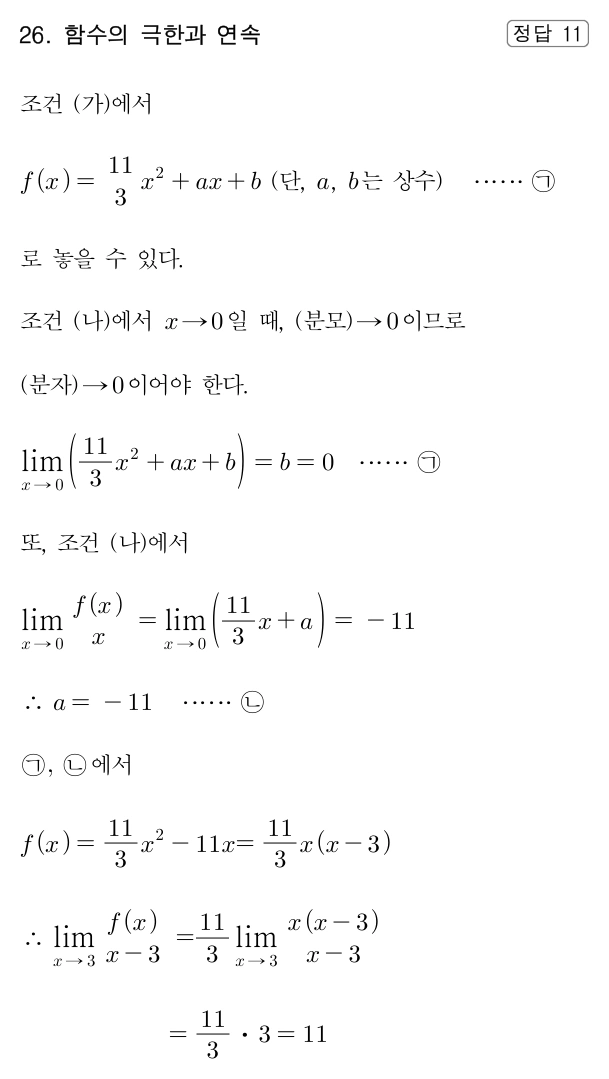 26. 함수의 극한과 연속 정답 11
조건 (가)에서
f(x) = 11/3 x² + ax + b (단, a, b는 상수) …… ㉠
로 놓을 수 있다.
조건 (나)에서 x→0일 때, (분모)→0이므로
(분자)→0이어야 한다.
lim_{x→0} (11/3 x² + ax + b) = b = 0 …… ㉠
또, 조건 (나)에서
lim_{x→0} f(x)/x = lim_{x→0} (11/3 x + a) = −11
∴ a = −11 …… ㉡
㉠, ㉡에서
f(x) = 11/3 x² − 11x = 11/3 x(x − 3)
∴ lim_{x→3} f(x)/(x − 3) = 11/3 lim_{x→3} x(x − 3)/(x − 3)
= 11/3 · 3 = 11